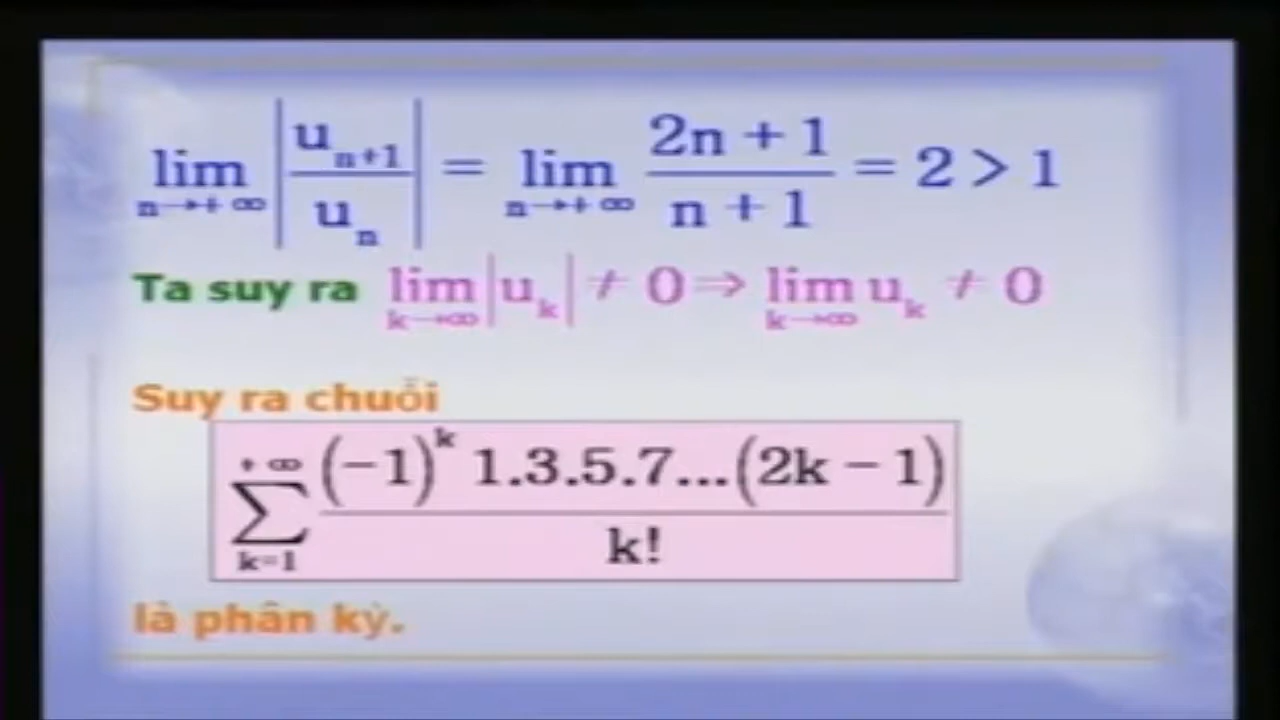 lim n→+∞ |u_{n+1}/u_n| = lim n→+∞ (2n + 1)/(n + 1) = 2 > 1
Ta suy ra lim k→∞ |u_k| ≠ 0 ⇒ lim k→∞ u_k ≠ 0
Suy ra chuỗi
+∞ ∑ k=1 (−1)^k 1.3.5.7...(2k − 1) / k!
là phân kỳ.